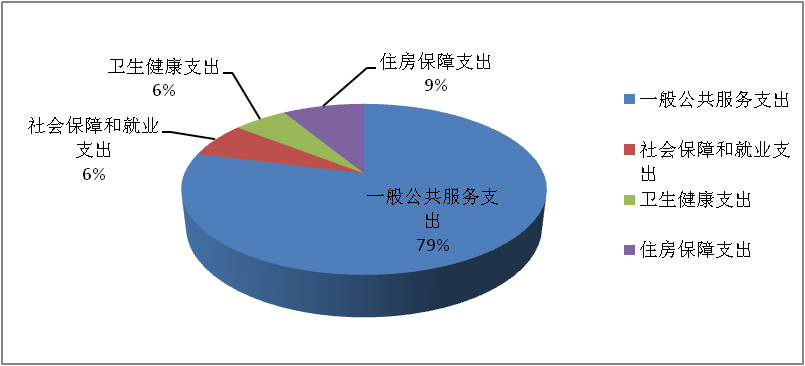 住房保障支出
9%
卫生健康支出
6%
社会保障和就业
支出
6%
一般公共服务支
出
79%
一般公共服务支出
社会保障和就业支
出
卫生健康支出
住房保障支出